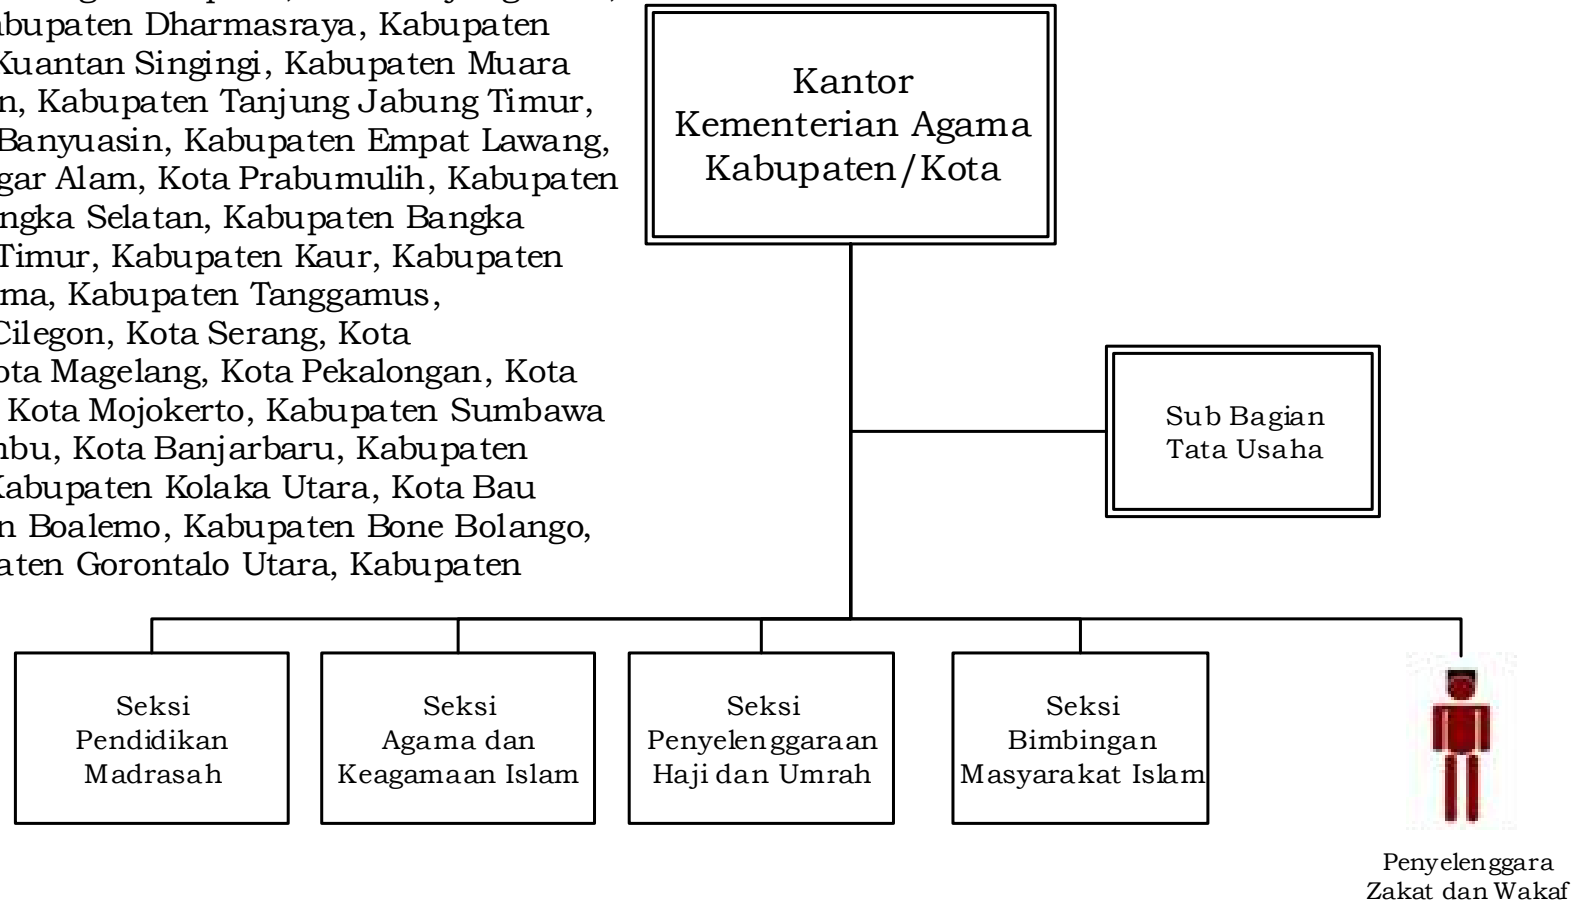 abupaten Dharmasraya, Kabupaten
Kuantan Singingi, Kabupaten Muara
n, Kabupaten Tanjung Jabung Timur,
Banyuasin, Kabupaten Empat Lawang,
gar Alam, Kota Prabumulih, Kabupaten
ngka Selatan, Kabupaten Bangka
Timur, Kabupaten Kaur, Kabupaten
ma, Kabupaten Tanggamus,
Cilegon, Kota Serang, Kota
ota Magelang, Kota Pekalongan, Kota
Kota Mojokerto, Kabupaten Sumbawa
mbu, Kota Banjarbaru, Kabupaten
Kabupaten Kolaka Utara, Kota Bau
n Boalemo, Kabupaten Bone Bolango,
aten Gorontalo Utara, Kabupaten
Kantor
Kementerian Agama
Kabupaten/Kota
Sub Bagian
Tata Usaha
Seksi
Pendidikan
Madrasah
Seksi
Agama dan
Keagamaan Islam
Seksi
Penyelenggaraan
Haji dan Umrah
Seksi
Bimbingan
Masyarakat Islam
Penyelenggara
Zakat dan Wakaf